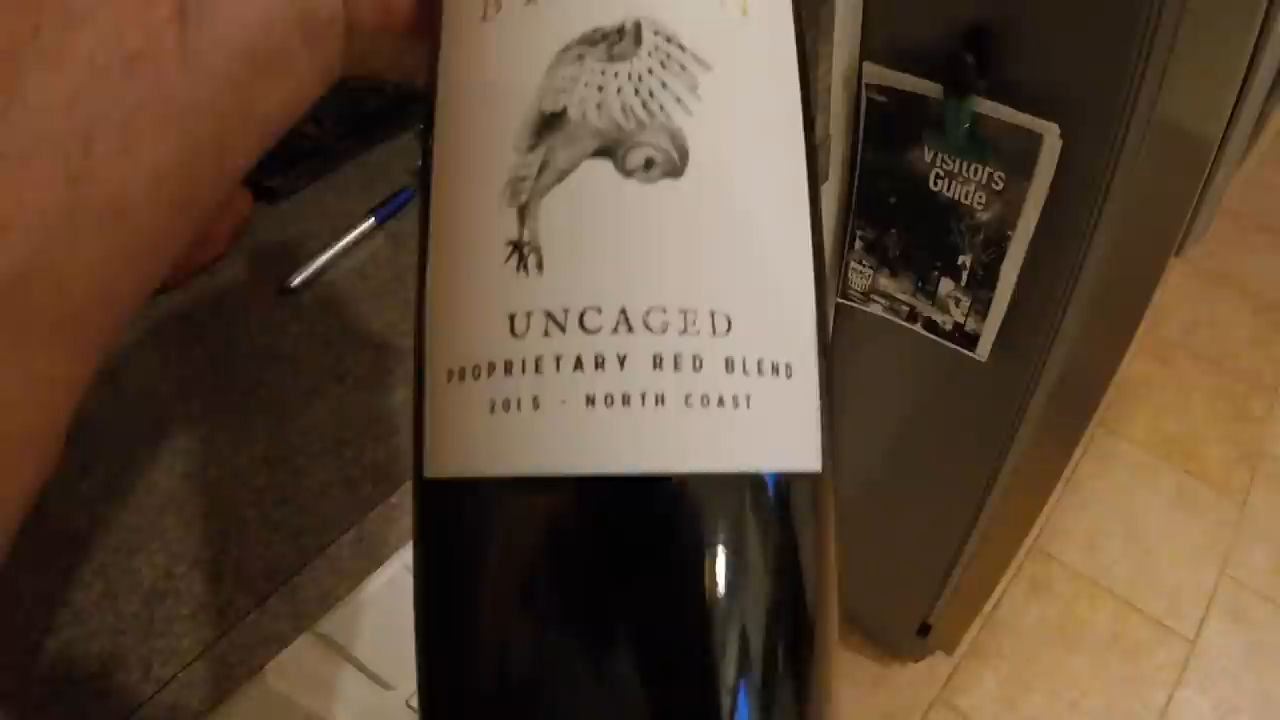 UNCAGED
PROPRIETARY RED BLEND
2015 - NORTH COAST
Visitors
Guide